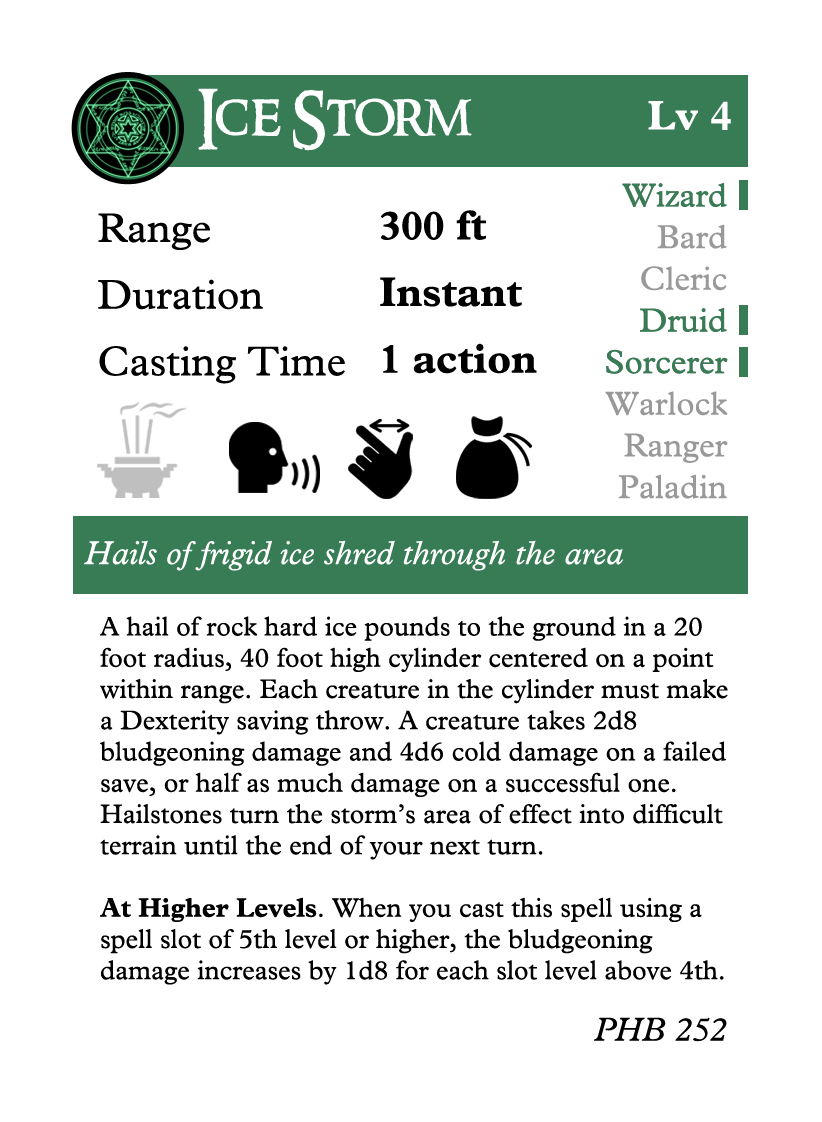 ICE STORM
Lv 4
Range 300 ft
Duration Instant
Casting Time 1 action
Wizard
Bard
Cleric
Druid
Sorcerer
Warlock
Ranger
Paladin
Hails of frigid ice shred through the area
A hail of rock hard ice pounds to the ground in a 20
foot radius, 40 foot high cylinder centered on a point
within range. Each creature in the cylinder must make
a Dexterity saving throw. A creature takes 2d8
bludgeoning damage and 4d6 cold damage on a failed
save, or half as much damage on a successful one.
Hailstones turn the storm’s area of effect into difficult
terrain until the end of your next turn.
At Higher Levels. When you cast this spell using a
spell slot of 5th level or higher, the bludgeoning
damage increases by 1d8 for each slot level above 4th.
PHB 252